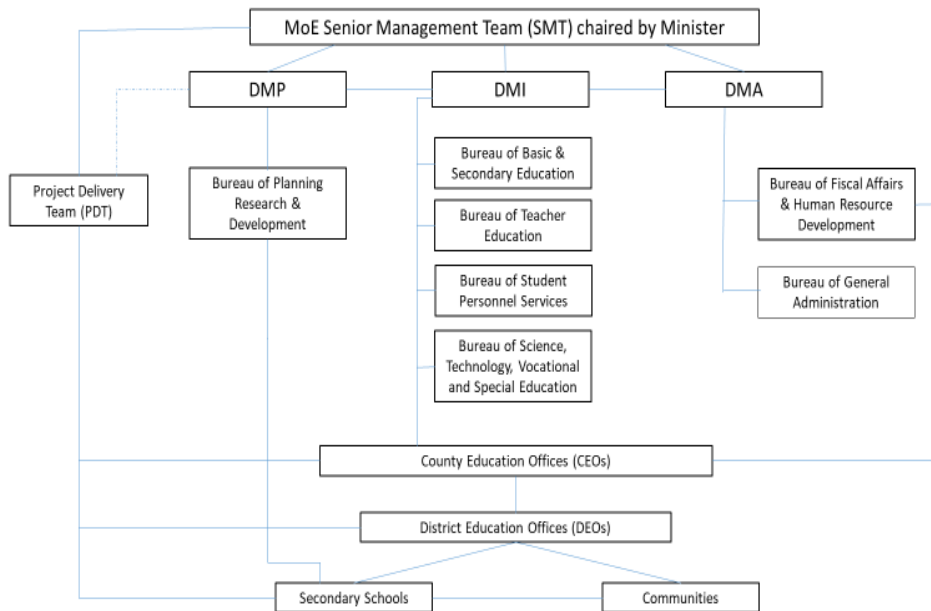 MoE Senior Management Team (SMT) chaired by Minister
DMP
DMI
DMA
Project Delivery
Team (PDT)
Bureau of Planning
Research &
Development
Bureau of Basic &
Secondary Education
Bureau of Teacher
Education
Bureau of Student
Personnel Services
Bureau of Science,
Technology, Vocational
and Special Education
Bureau of Fiscal Affairs
& Human Resource
Development
Bureau of General
Administration
County Education Offices (CEOs)
District Education Offices (DEOs)
Secondary Schools
Communities